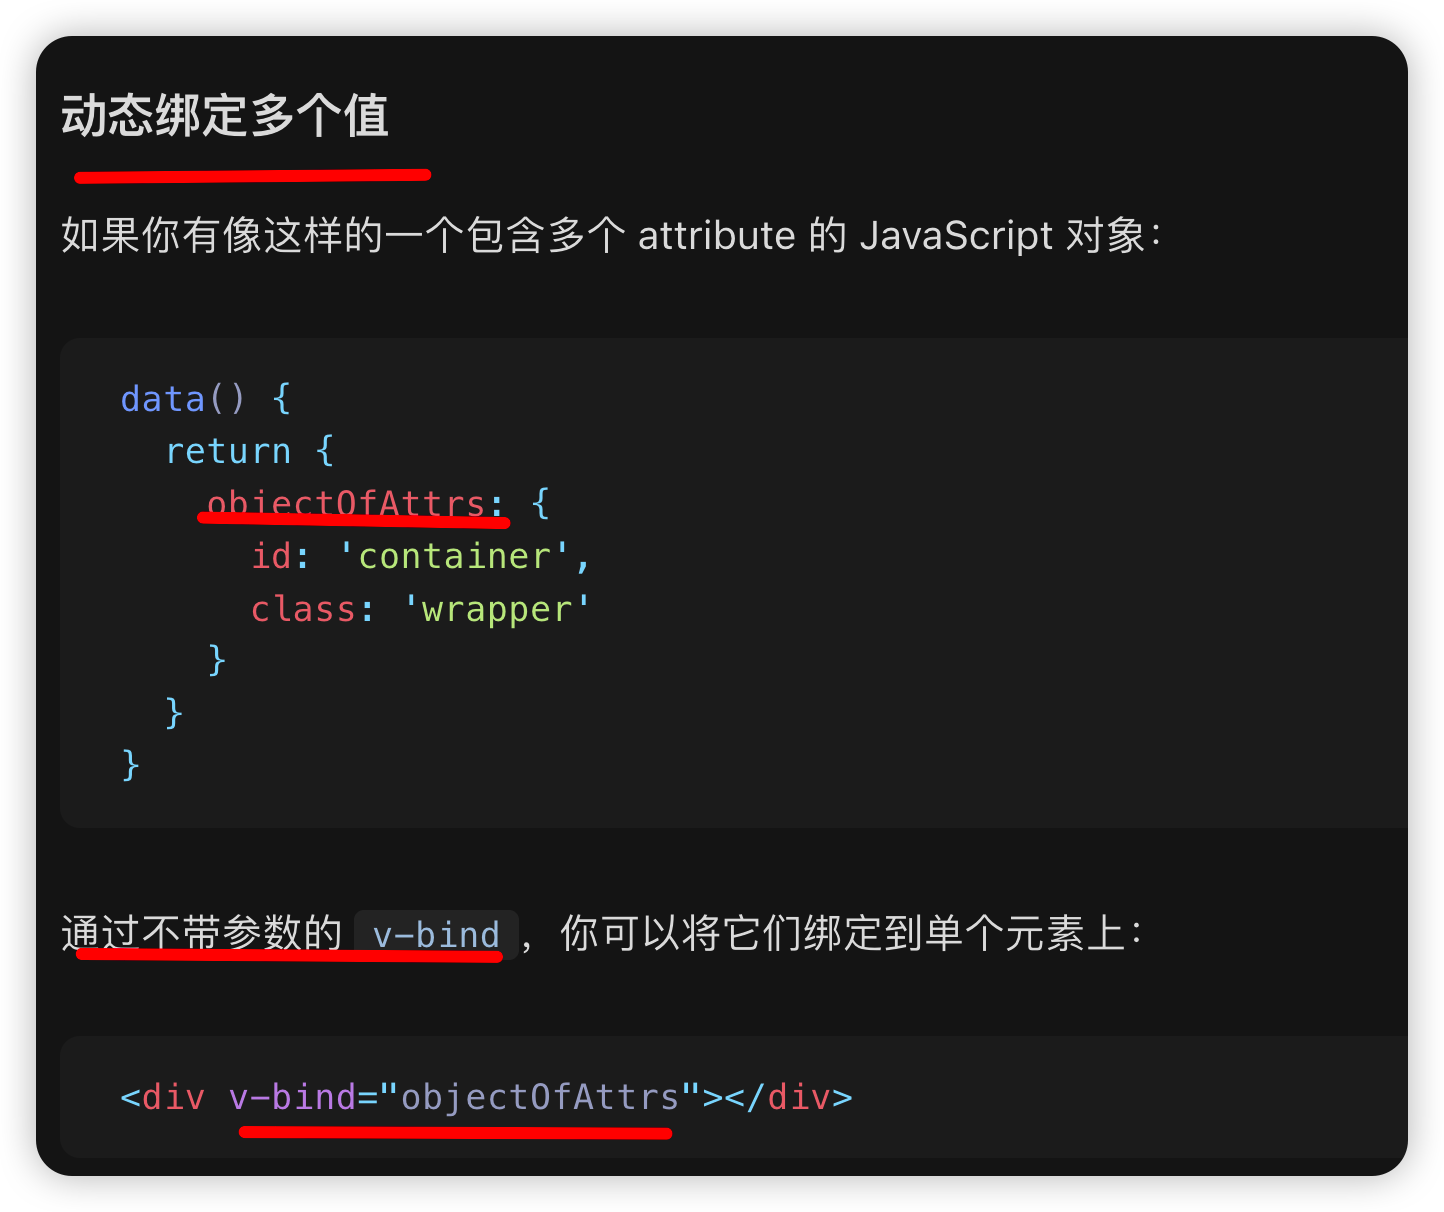 动态绑定多个值
如果你有像这样的一个包含多个 attribute 的 JavaScript 对象：
data() {
  return {
    objectOfAttrs: {
      id: 'container',
      class: 'wrapper'
    }
  }
}
通过不带参数的 v-bind，你可以将它们绑定到单个元素上：
<div v-bind="objectOfAttrs"></div>